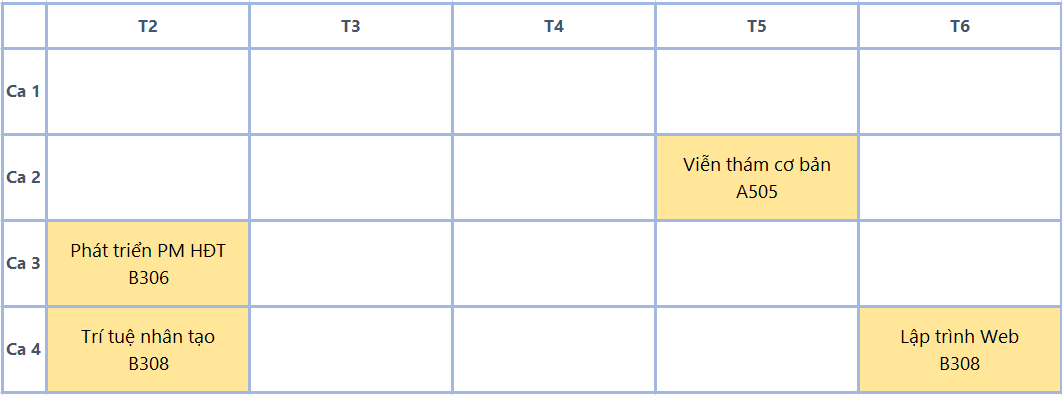 T2 T3 T4 T5 T6
Ca 1
Ca 2
Viễn thám cơ bản
A505
Ca 3
Phát triển PM HĐT
B306
Ca 4
Trí tuệ nhân tạo
B308
Lập trình Web
B308